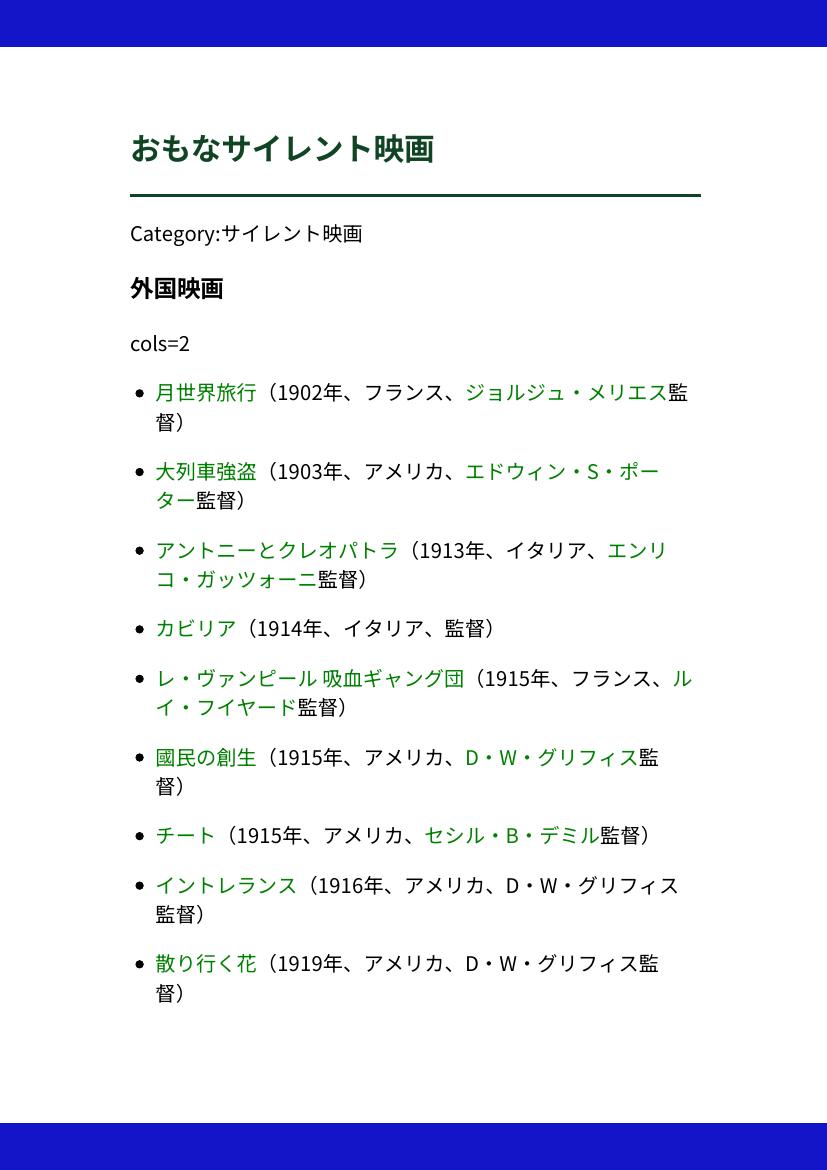 おもなサイレント映画
Category:サイレント映画
外国映画
cols=2
• 月世界旅行（1902年、フランス、ジョルジュ・メリエス監
督）
• 大列車強盗（1903年、アメリカ、エドウィン・S・ポー
ター監督）
• アントニーとクレオパトラ（1913年、イタリア、エンリ
コ・ガッツォーニ監督）
• カビリア（1914年、イタリア、監督）
• レ・ヴァンピール 吸血ギャング団（1915年、フランス、ル
イ・フイヤード監督）
• 國民の創生（1915年、アメリカ、D・W・グリフィス監
督）
• チート（1915年、アメリカ、セシル・B・デミル監督）
• イントレランス（1916年、アメリカ、D・W・グリフィス
監督）
• 散り行く花（1919年、アメリカ、D・W・グリフィス監
督）